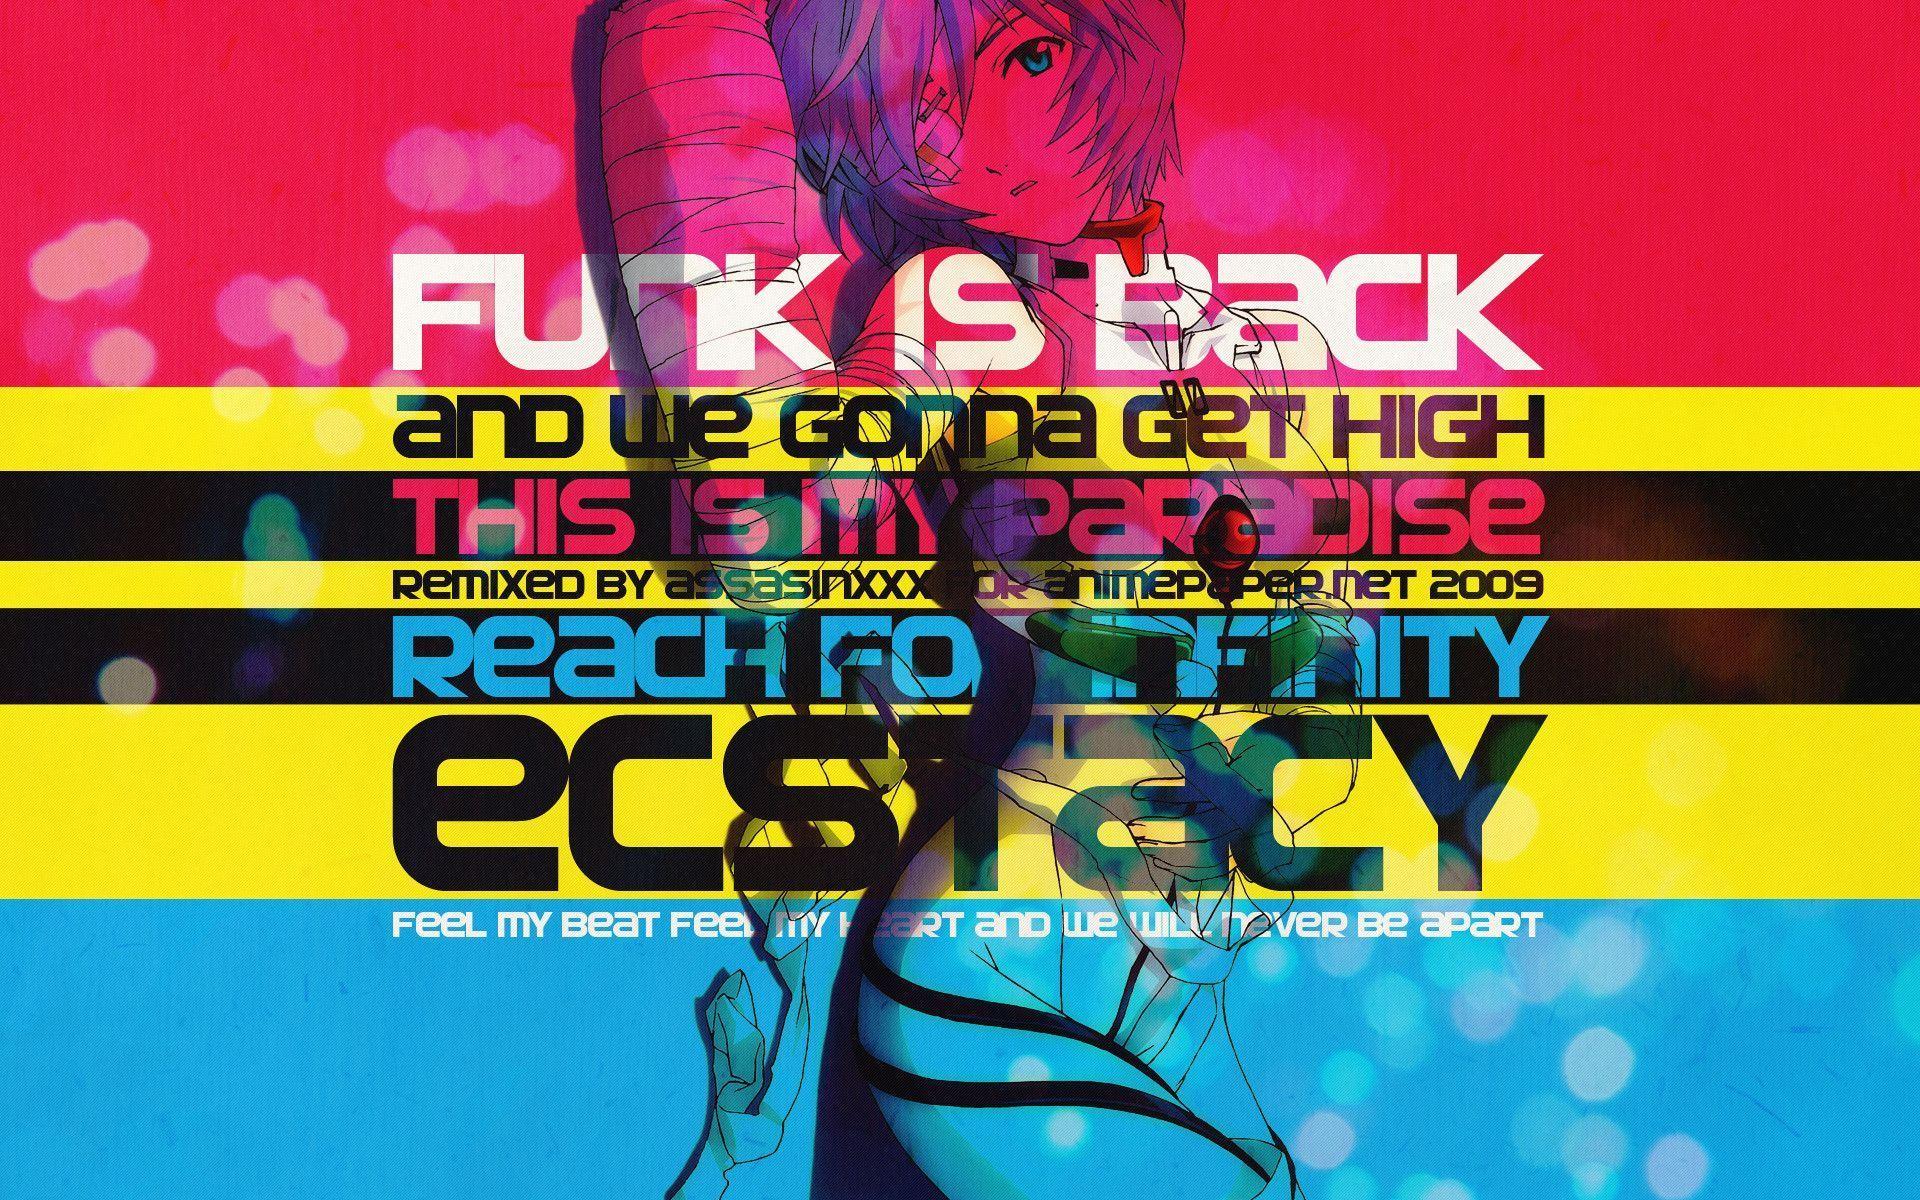 FUNK IS BaCK
aND We GONNa GeT HIGH
THIS IS MY PaRaDISe
ReMIXeD BY aSSaSINXXX FOR aNIMePaPeR.NeT 2009
ReaCH FOR INFINITY
eCSTaCY
FeeL MY BeaT FeeL MY HeaRT aND We WILL NeVeR Be aPaRT